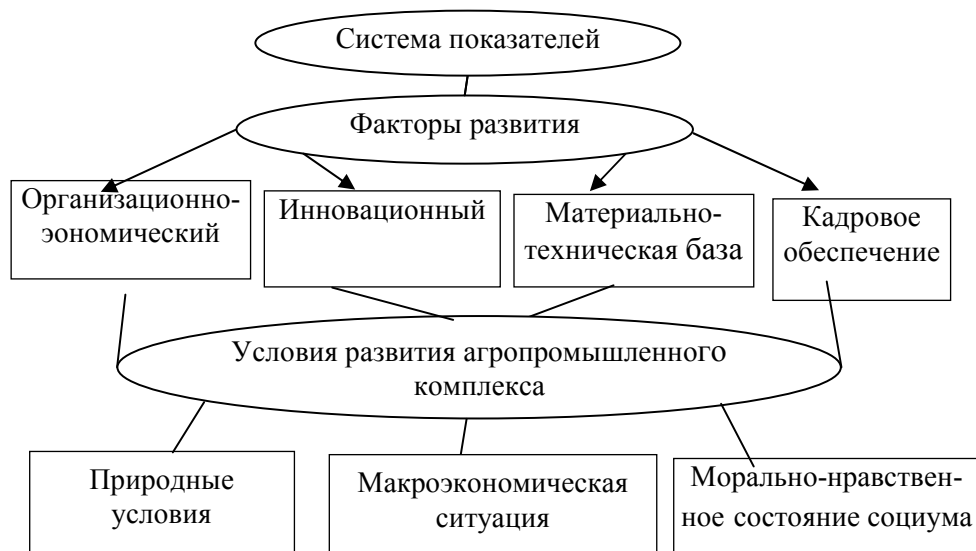 Система показателей
Факторы развития
Организационно-
эономический
Инновационный
Материально-
техническая база
Кадровое
обеспечение
Условия развития агропромышленного
комплекса
Природные
условия
Макроэкономическая
ситуация
Морально-нравствен-
ное состояние социума